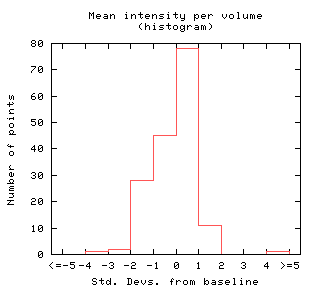 Mean intensity per volume
(histogram)
80
70
60
50
40
30
20
10
0
Number of points
<=-5 -4 -3 -2 -1 0 1 2 3 4 >=5
Std. Devs. from baseline